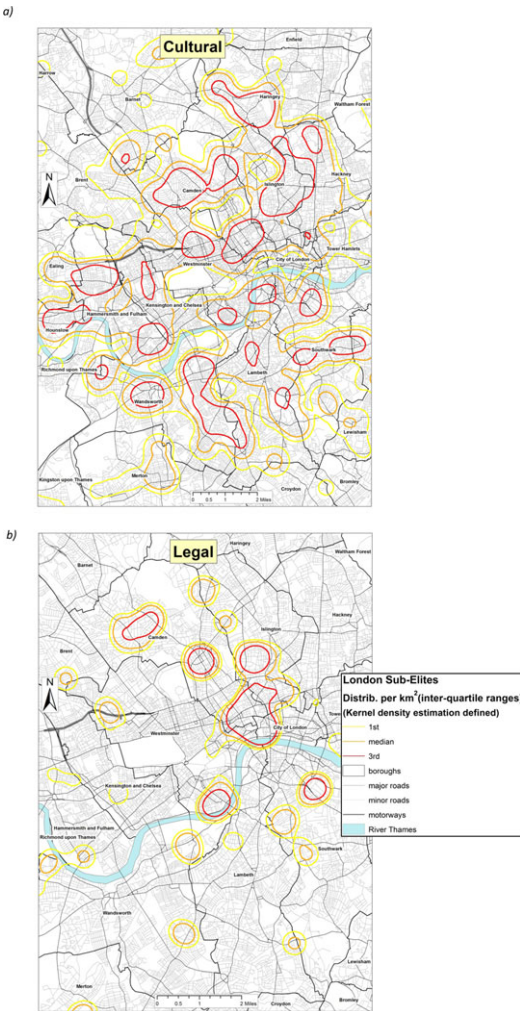 a)
Cultural
Enfield
Harrow
Barnet
Haringey
Waltham Forest
Brent
Hackney
Camden
Islington
N
Tower Hamlets
Westminster
City of London
Ealing
Kensington and Chelsea
Hammersmith and Fulham
Hounslow
Southwark
Richmond upon Thames
Lambeth
Wandsworth
Lewisham
Merton
Kingston upon Thames
Bromley
Croydon
0 0.5 1 2 Miles
b)
Legal
Haringey
Waltham Forest
Barnet
Hackney
Islington
Camden
Brent
N
London Sub-Elites
Distrib. per km2(inter-quartile ranges)
(Kernel density estimation defined)
1st
median
3rd
boroughs
major roads
minor roads
motorways
River Thames
Tow
City of London
Westminster
Kensington and Chelsea
Hammersmith and Fulham
Richmond upon Thames
Southwark
Lambeth
Wandsworth
Lewisham
Merton
0 0.5 1 2 Miles
Croydon
Bromley